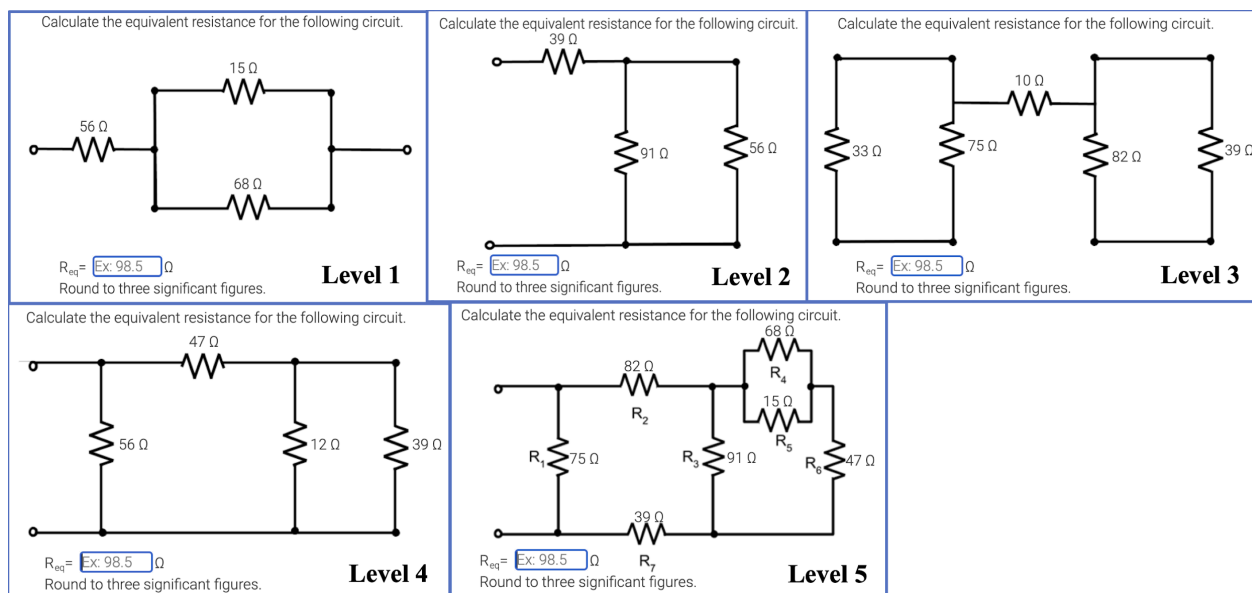 Calculate the equivalent resistance for the following circuit.
15 Ω
56 Ω
68 Ω
Req= Ex: 98.5 Ω
Round to three significant figures.
Level 1
Calculate the equivalent resistance for the following circuit.
39 Ω
91 Ω
56 Ω
Req= Ex: 98.5 Ω
Round to three significant figures.
Level 2
Calculate the equivalent resistance for the following circuit.
10 Ω
33 Ω
75 Ω
82 Ω
39 Ω
Req= Ex: 98.5 Ω
Round to three significant figures.
Level 3
Calculate the equivalent resistance for the following circuit.
47 Ω
56 Ω
12 Ω
39 Ω
Req= Ex: 98.5 Ω
Round to three significant figures.
Level 4
Calculate the equivalent resistance for the following circuit.
68 Ω
R4
82 Ω
R2
15 Ω
R5
R1 75 Ω
R3 91 Ω
R6 47 Ω
39 Ω
R7
Req= Ex: 98.5 Ω
Round to three significant figures.
Level 5